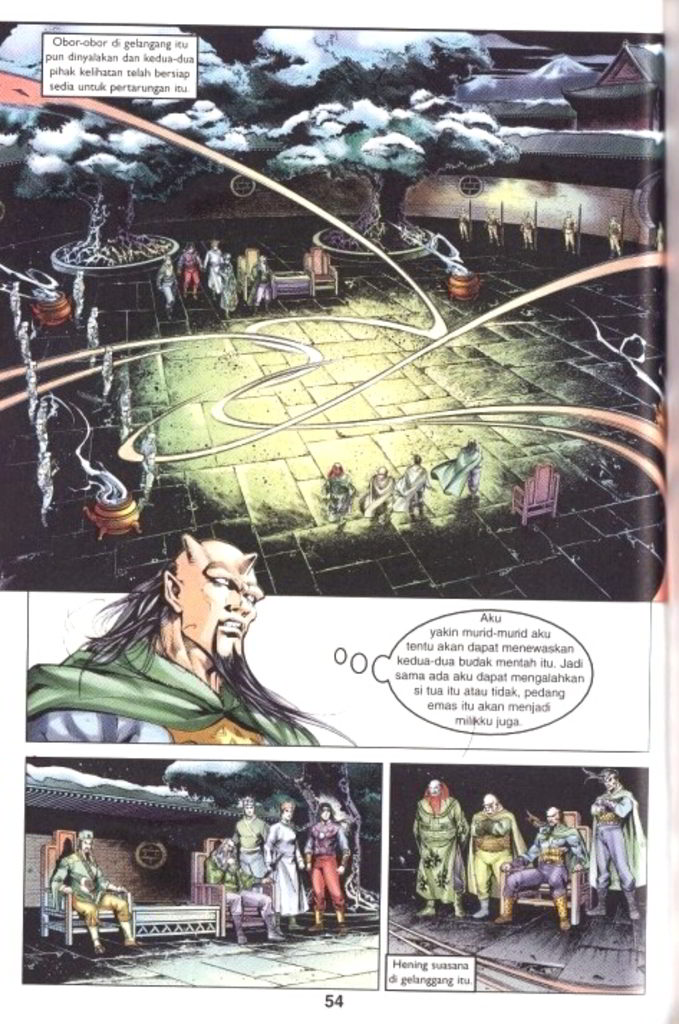 Obor-obor di gelangang itu
pun dinyalakan dan kedua-dua
pihak kelihatan telah bersiap
sedia untuk pertarungan itu.
Aku
yakin murid-murid aku
tentu akan dapat menewaskan
kedua-dua budak mentah itu. Jadi
sama ada aku dapat mengalahkan
si tua itu atau tidak, pedang
emas itu akan menjadi
milikku juga.
Hening suasana
di gelanggang itu.
54